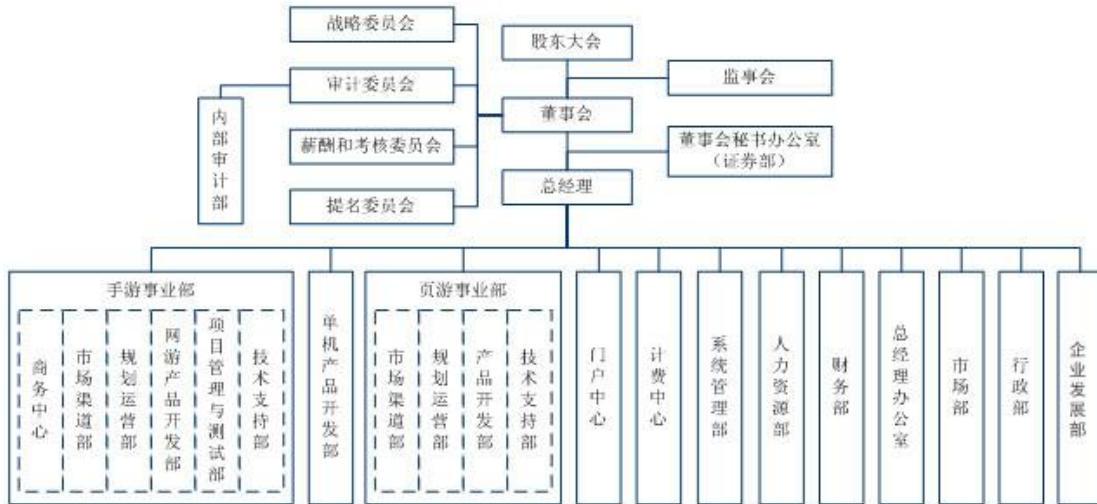 战略委员会
股东大会
审计委员会
监事会
董事会
内部审计部
薪酬和考核委员会
董事会秘书办公室
（证券部）
总经理
提名委员会
手游事业部
商务中心
市场渠道部
规划运营部
网游产品开发部
项目管理与测试部
技术支持部
单机产品开发部
页游事业部
市场渠道部
规划运营部
产品开发部
技术支持部
门户中心
计费中心
系统管理部
人力资源部
财务部
总经理办公室
市场部
行政部
企业发展部